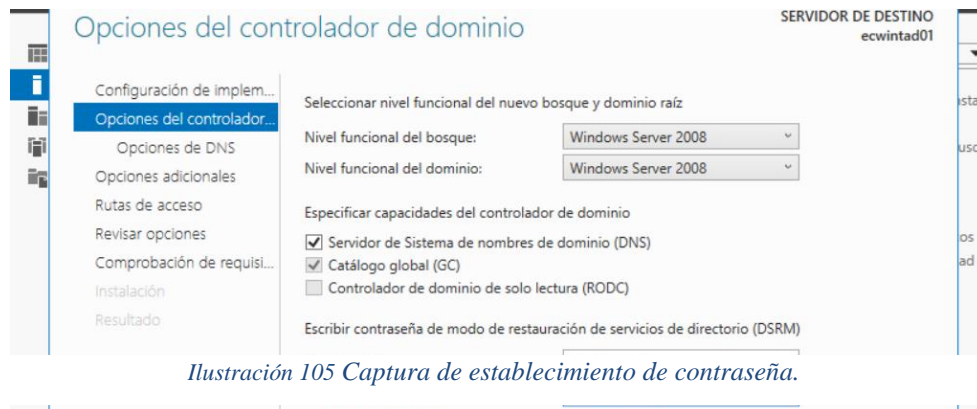 Opciones del controlador de dominio
SERVIDOR DE DESTINO
ecwintad01
Configuración de implem...
Opciones del controlador...
Opciones de DNS
Opciones adicionales
Rutas de acceso
Revisar opciones
Comprobación de requisi...
Instalación
Resultado
Seleccionar nivel funcional del nuevo bosque y dominio raíz
Nivel funcional del bosque: Windows Server 2008
Nivel funcional del dominio: Windows Server 2008
Especificar capacidades del controlador de dominio
Servidor de Sistema de nombres de dominio (DNS)
Catálogo global (GC)
Controlador de dominio de solo lectura (RODC)
Escribir contraseña de modo de restauración de servicios de directorio (DSRM)
Ilustración 105 Captura de establecimiento de contraseña.